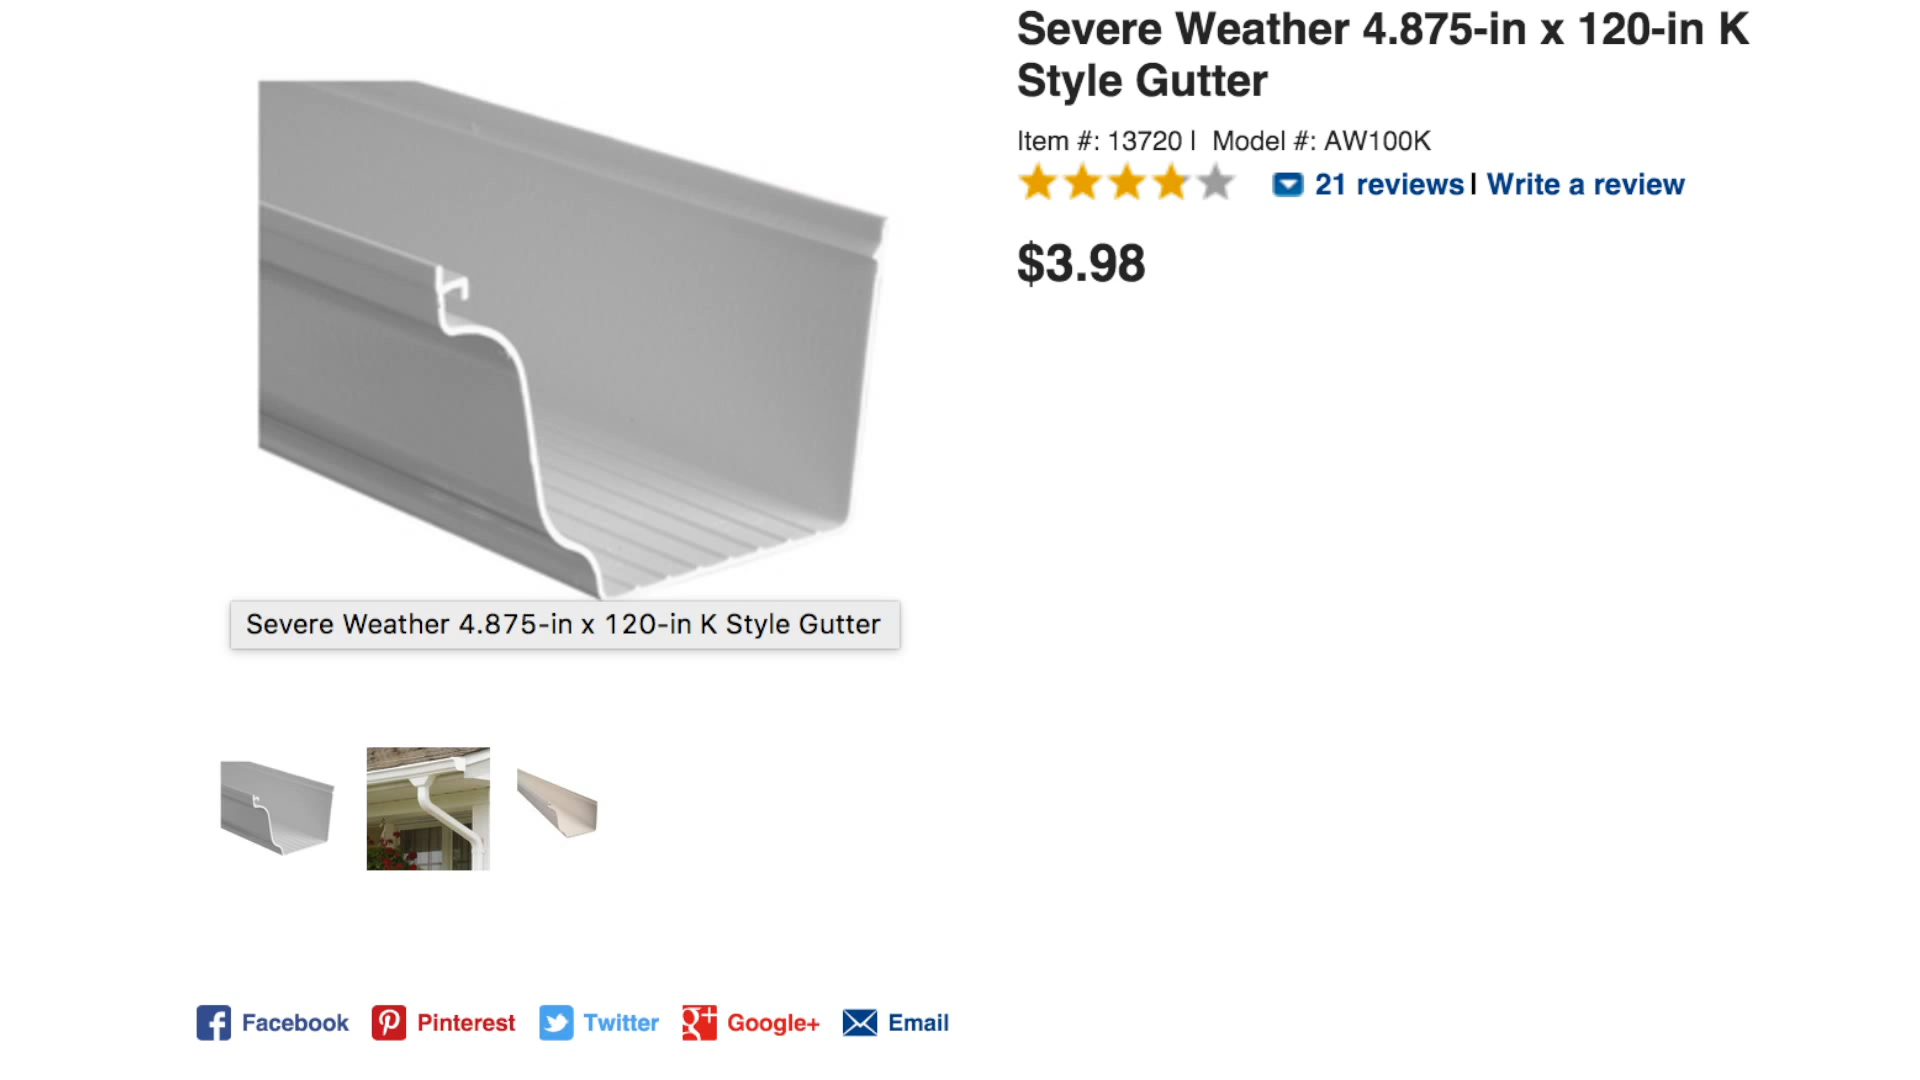 Severe Weather 4.875-in x 120-in K
Style Gutter
Item #: 13720 | Model #: AW100K
21 reviews | Write a review
$3.98
Severe Weather 4.875-in x 120-in K Style Gutter
Facebook Pinterest Twitter Google+ Email